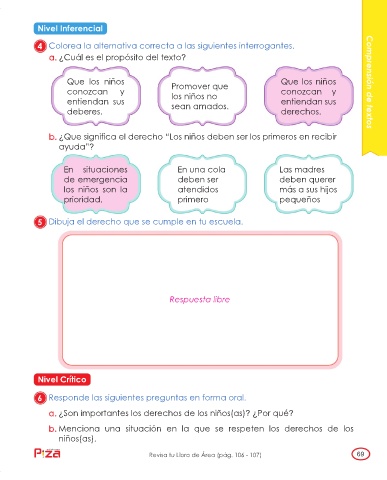 Nivel Inferencial
4 Colorea la alternativa correcta a las siguientes interrogantes.
a. ¿Cuál es el propósito del texto?
Que los niños
conozcan y
entiendan sus
deberes.
Promover que
los niños no
sean amados.
Que los niños
conozcan y
entiendan sus
derechos.
b. ¿Que significa el derecho “Los niños deben ser los primeros en recibir
ayuda”?
En situaciones
de emergencia
los niños son la
prioridad.
En una cola
deben ser
atendidos
primero
Las madres
deben querer
más a sus hijos
pequeños
5 Dibuja el derecho que se cumple en tu escuela.
Respuesta libre
Nivel Crítico
6 Responde las siguientes preguntas en forma oral.
a. ¿Son importantes los derechos de los niños(as)? ¿Por qué?
b. Menciona una situación en la que se respeten los derechos de los
niños(as).
Revisa tu Libro de Área (pág. 106 - 107)
69
Comprensión de textos